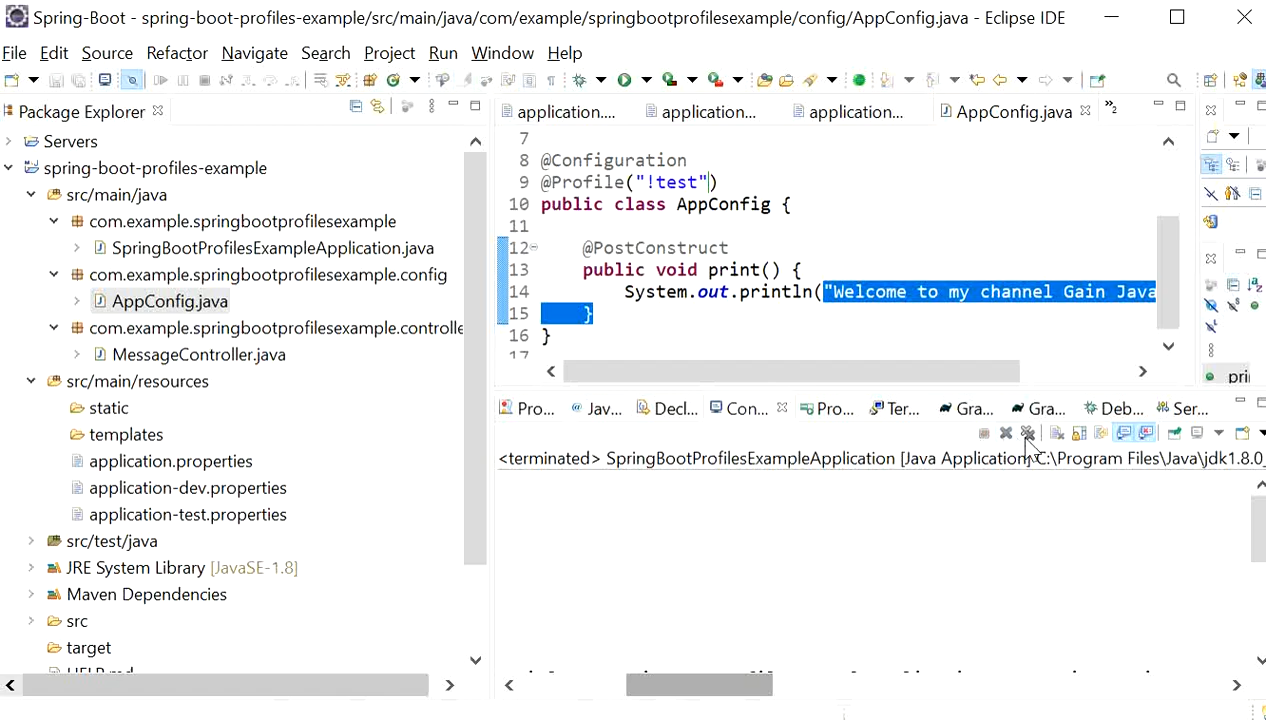 Spring-Boot - spring-boot-profiles-example/src/main/java/com/example/springbootprofilesexample/config/AppConfig.java - Eclipse IDE
File Edit Source Refactor Navigate Search Project Run Window Help
Package Explorer
Servers
spring-boot-profiles-example
src/main/java
com.example.springbootprofilesexample
SpringBootProfilesExampleApplication.java
com.example.springbootprofilesexample.config
AppConfig.java
com.example.springbootprofilesexample.controlle
MessageController.java
src/main/resources
static
templates
application.properties
application-dev.properties
application-test.properties
src/test/java
JRE System Library [JavaSE-1.8]
Maven Dependencies
src
target
HELP.md
application.... application... application... AppConfig.java »2
7
8 @Configuration
9 @Profile("!test")
10 public class AppConfig {
11
12 @PostConstruct
13 public void print() {
14 System.out.println("Welcome to my channel Gain Java
15 }
16 }
17
pri
Pro... Jav... Decl... Con... Pro... Ter... Gra... Gra... Deb... Ser...
<terminated> SpringBootProfilesExampleApplication [Java Application] C:\Program Files\Java\jdk1.8.0_